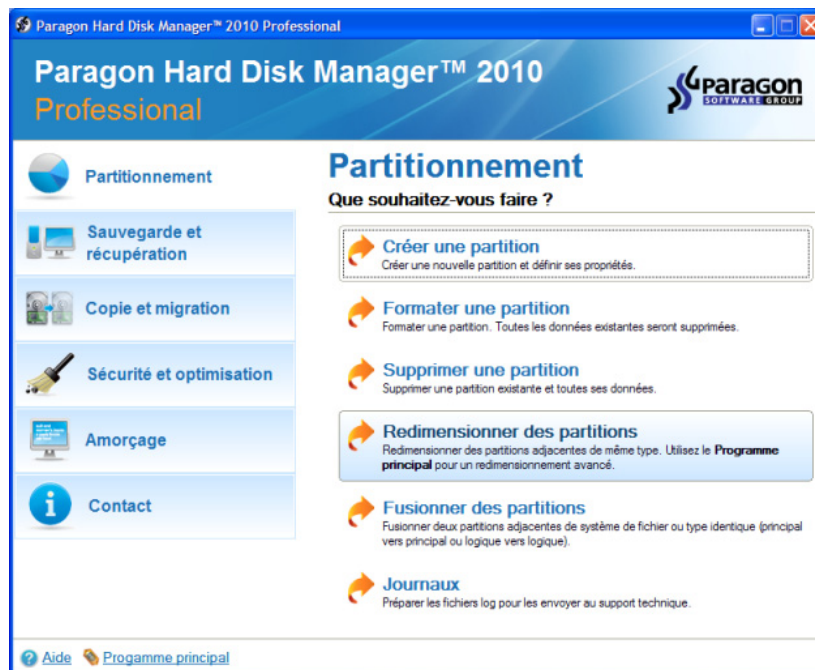 Paragon Hard Disk Manager™ 2010 Professional
Paragon Hard Disk Manager™ 2010
Professional
Paragon
SOFTWARE GROUP
Partitionnement
Sauvegarde et
récupération
Copie et migration
Sécurité et optimisation
Amorçage
Contact
Partitionnement
Que souhaitez-vous faire ?
Créer une partition
Créer une nouvelle partition et définir ses propriétés.
Formater une partition
Formater une partition. Toutes les données existantes seront supprimées.
Supprimer une partition
Supprimer une partition existante et toutes ses données.
Redimensionner des partitions
Redimensionner des partitions adjacentes de même type. Utilisez le Programme
principal pour un redimensionnement avancé.
Fusionner des partitions
Fusionner deux partitions adjacentes de système de fichier ou type identique (principal
vers principal ou logique vers logique).
Journaux
Préparer les fichiers log pour les envoyer au support technique.
Aide Progamme principal